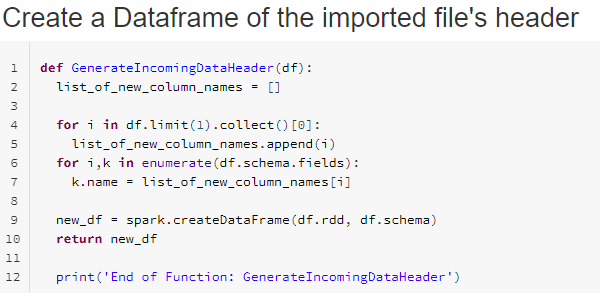 Create a Dataframe of the imported file's header
1 def GenerateIncomingDataHeader(df):
2   list_of_new_column_names = []
3
4   for i in df.limit(1).collect()[0]:
5     list_of_new_column_names.append(i)
6   for i,k in enumerate(df.schema.fields):
7     k.name = list_of_new_column_names[i]
8
9   new_df = spark.createDataFrame(df.rdd, df.schema)
10   return new_df
11
12   print('End of Function: GenerateIncomingDataHeader')